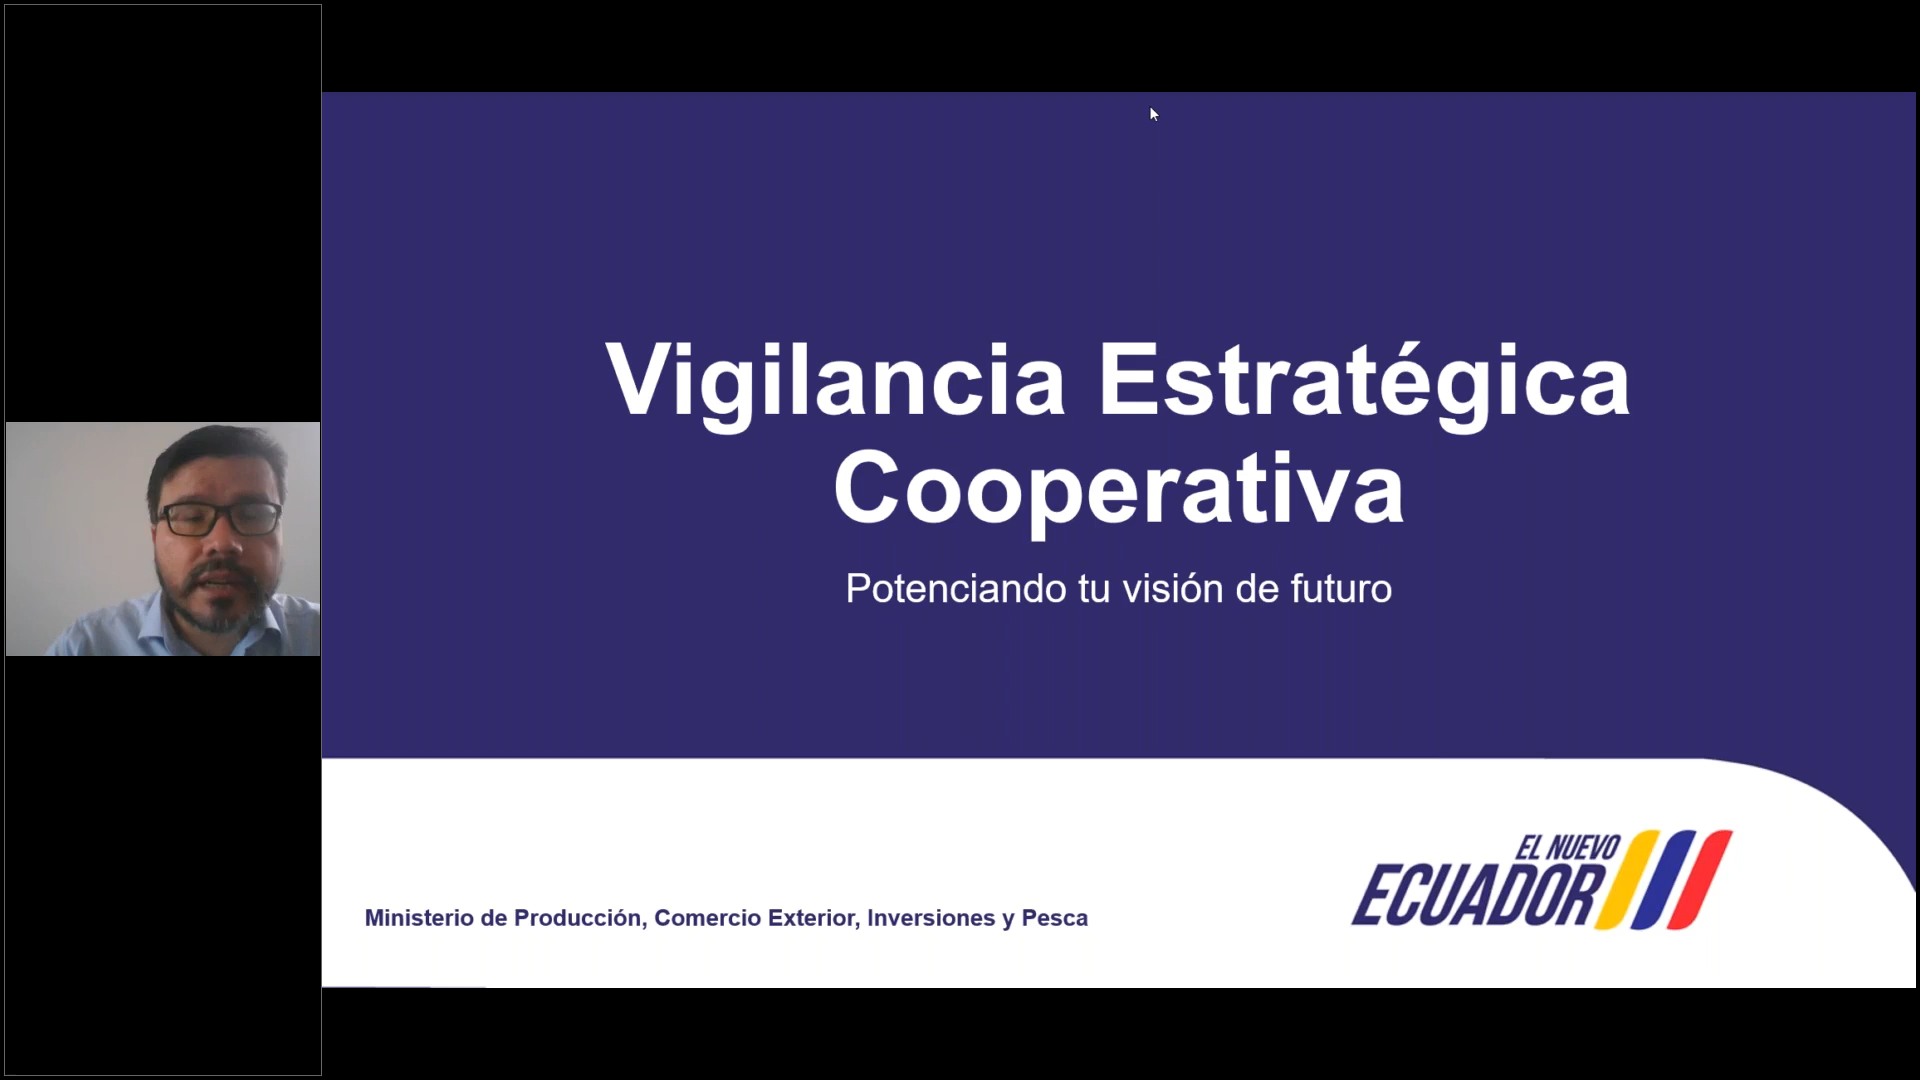 Vigilancia Estratégica
Cooperativa
Potenciando tu visión de futuro
EL NUEVO
ECUADOR
Ministerio de Producción, Comercio Exterior, Inversiones y Pesca